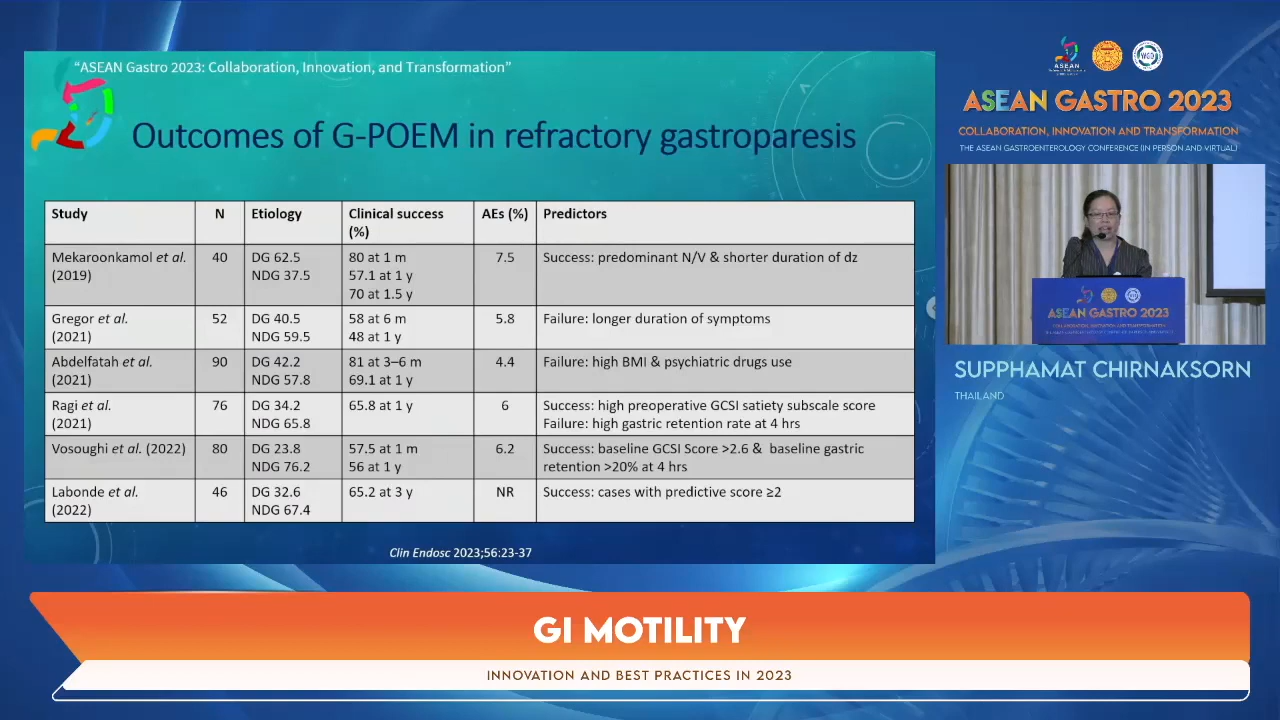 "ASEAN Gastro 2023: Collaboration, Innovation, and Transformation"
Outcomes of G-POEM in refractory gastroparesis
Study N Etiology Clinical success (%) AEs (%) Predictors
Mekaroonkamol et al. (2019) 40 DG 62.5 NDG 37.5 80 at 1 m 57.1 at 1 y 70 at 1.5 y 7.5 Success: predominant N/V & shorter duration of dz
Gregor et al. (2021) 52 DG 40.5 NDG 59.5 58 at 6 m 48 at 1 y 5.8 Failure: longer duration of symptoms
Abdelfatah et al. (2021) 90 DG 42.2 NDG 57.8 81 at 3–6 m 69.1 at 1 y 4.4 Failure: high BMI & psychiatric drugs use
Ragi et al. (2021) 76 DG 34.2 NDG 65.8 65.8 at 1 y 6 Success: high preoperative GCSI satiety subscale score Failure: high gastric retention rate at 4 hrs
Vosoughi et al. (2022) 80 DG 23.8 NDG 76.2 57.5 at 1 m 56 at 1 y 6.2 Success: baseline GCSI Score >2.6 & baseline gastric retention >20% at 4 hrs
Labonde et al. (2022) 46 DG 32.6 NDG 67.4 65.2 at 3 y NR Success: cases with predictive score ≥2
Clin Endosc 2023;56:23-37
ASEAN
WGO
ASEAN GASTRO 2023
COLLABORATION, INNOVATION AND TRANSFORMATION
THE ASEAN GASTROENTEROLOGY CONFERENCE (IN PERSON AND VIRTUAL)
ASEAN GASTRO 2023
COLLABORATION, INNOVATION AND TRANSFORMATION
SUPPHAMAT CHIRNAKSORN
THAILAND
GI MOTILITY
INNOVATION AND BEST PRACTICES IN 2023